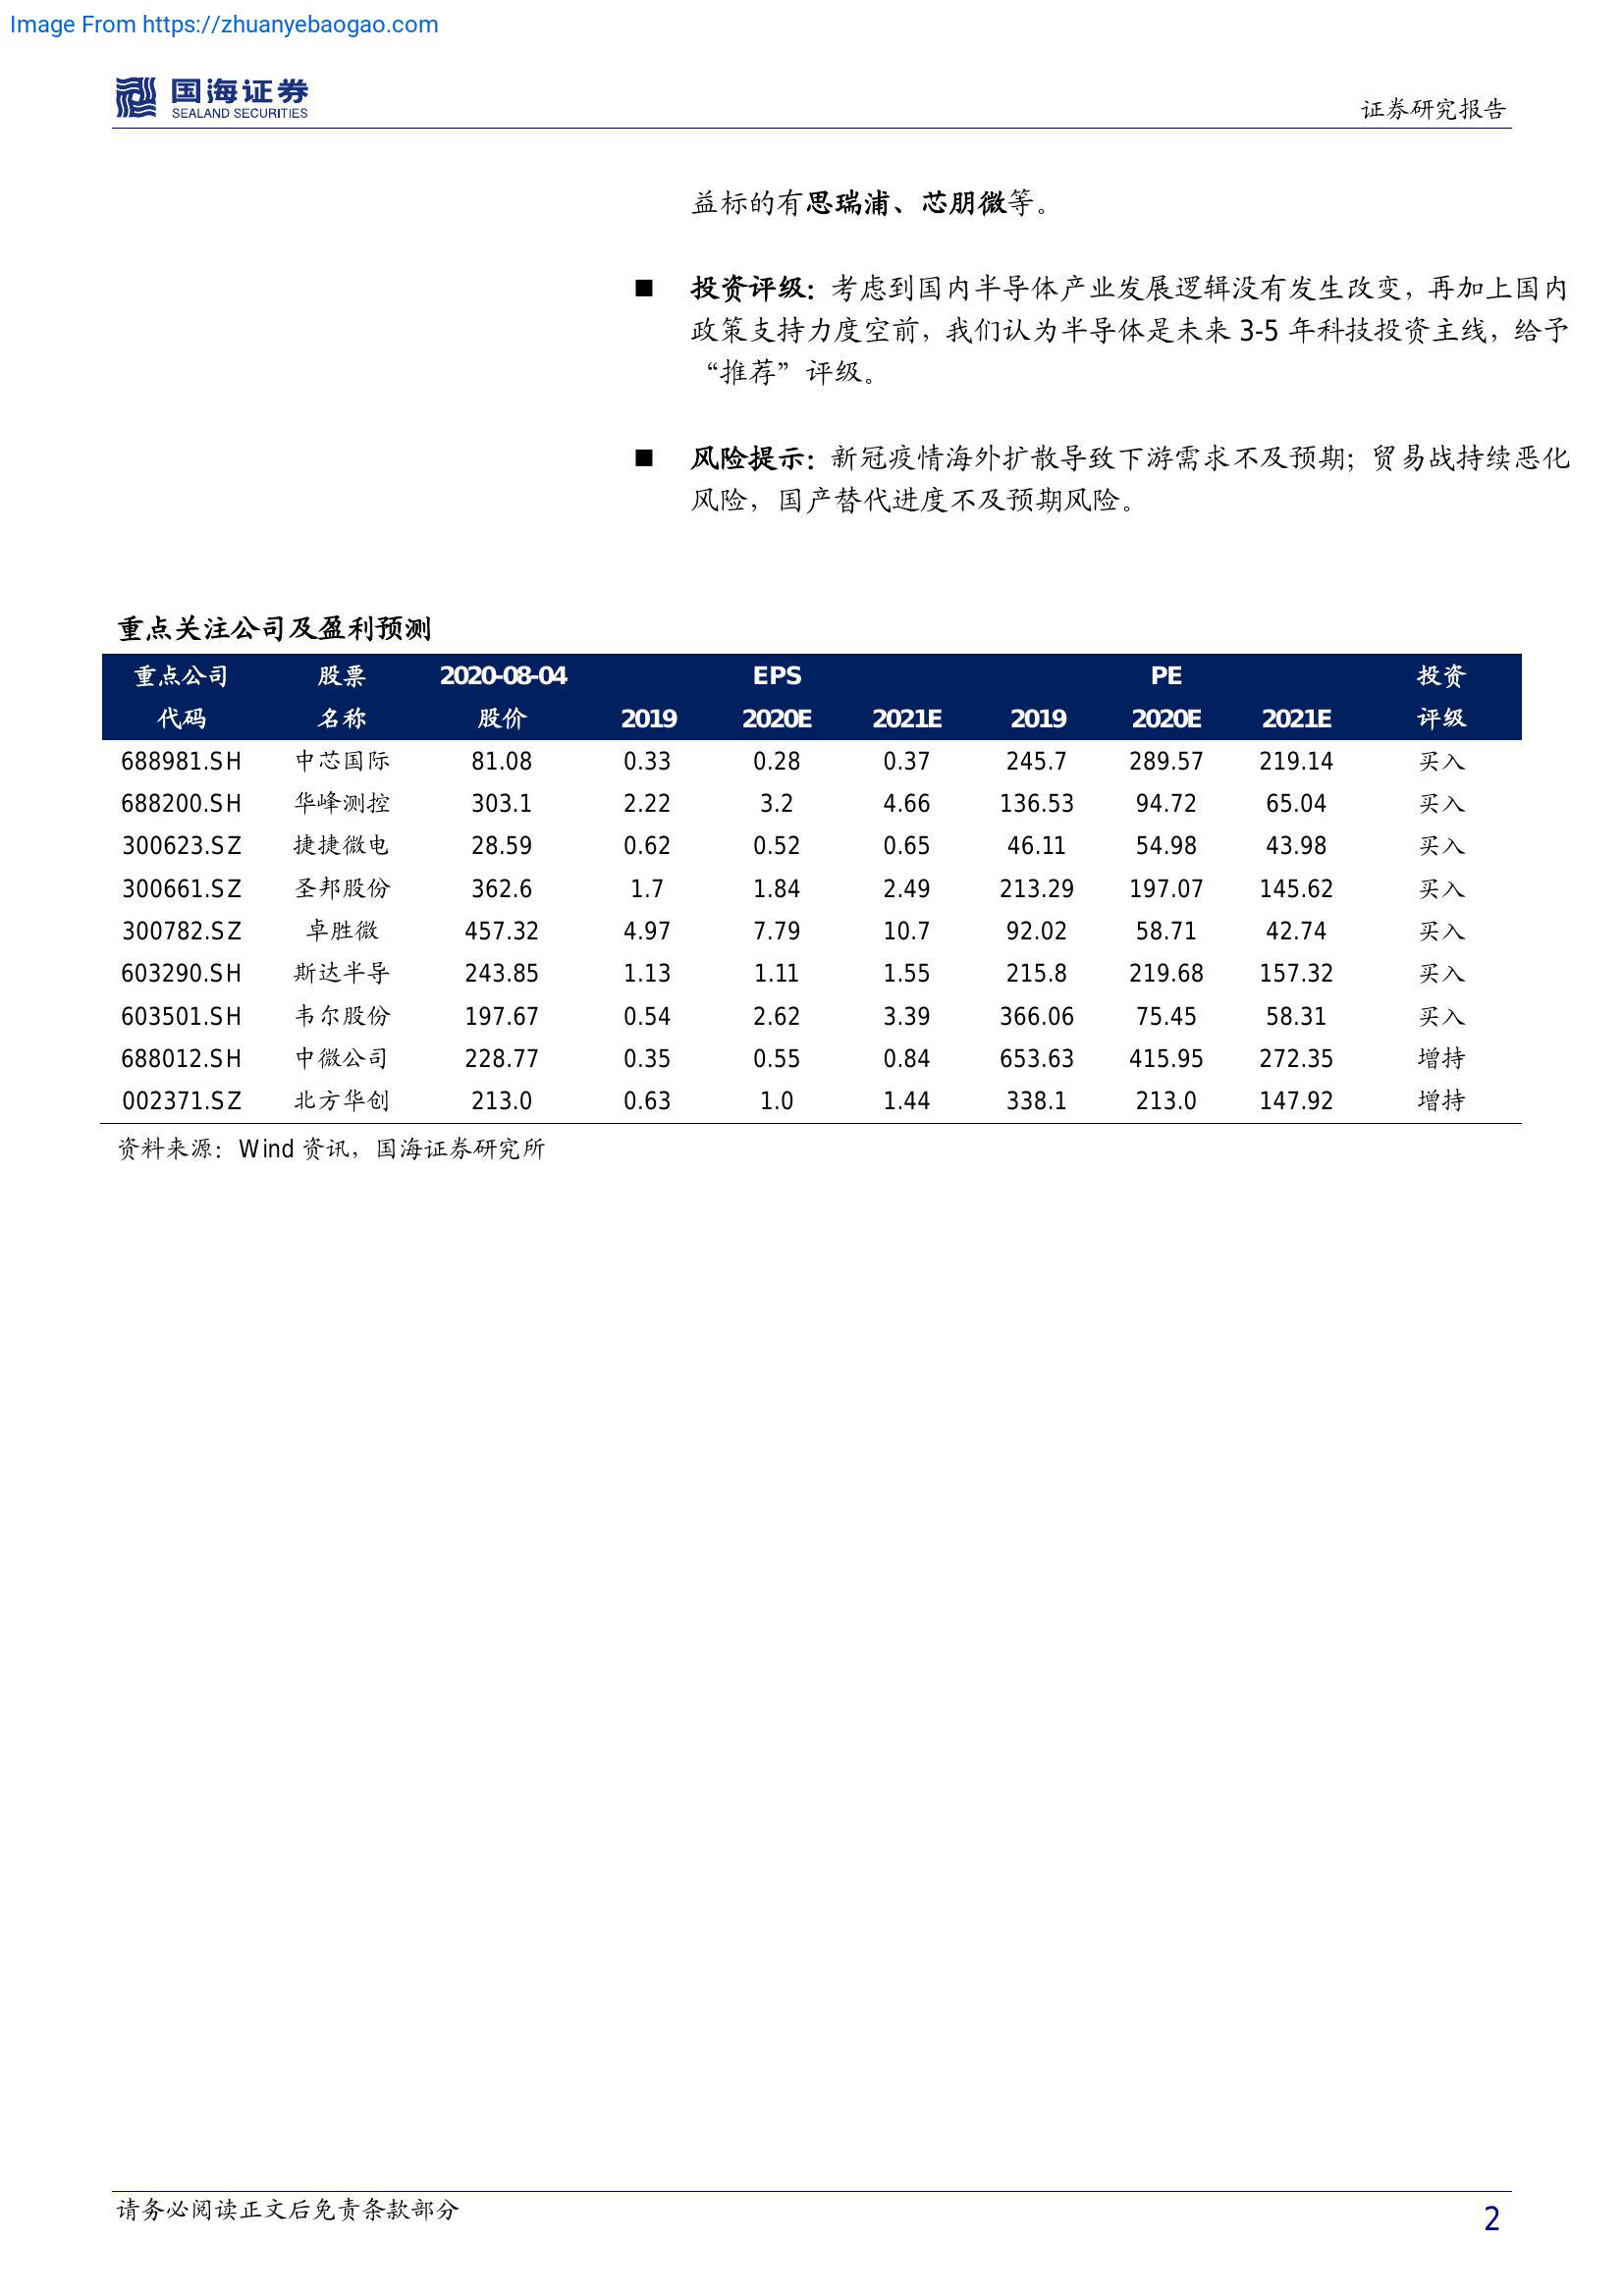 Image From https://zhuanyebaogao.com
国海证券
SEALAND SECURITIES
证券研究报告
益标的有思瑞浦、芯朋微等。
■ 投资评级：考虑到国内半导体产业发展逻辑没有发生改变，再加上国内
政策支持力度空前，我们认为半导体是未来 3-5 年科技投资主线，给予
“推荐”评级。
■ 风险提示：新冠疫情海外扩散导致下游需求不及预期；贸易战持续恶化
风险，国产替代进度不及预期风险。
重点关注公司及盈利预测
重点公司 股票 2020-08-04 EPS PE 投资
代码 名称 股价 2019 2020E 2021E 2019 2020E 2021E 评级
688981.SH 中芯国际 81.08 0.33 0.28 0.37 245.7 289.57 219.14 买入
688200.SH 华峰测控 303.1 2.22 3.2 4.66 136.53 94.72 65.04 买入
300623.SZ 捷捷微电 28.59 0.62 0.52 0.65 46.11 54.98 43.98 买入
300661.SZ 圣邦股份 362.6 1.7 1.84 2.49 213.29 197.07 145.62 买入
300782.SZ 卓胜微 457.32 4.97 7.79 10.7 92.02 58.71 42.74 买入
603290.SH 斯达半导 243.85 1.13 1.11 1.55 215.8 219.68 157.32 买入
603501.SH 韦尔股份 197.67 0.54 2.62 3.39 366.06 75.45 58.31 买入
688012.SH 中微公司 228.77 0.35 0.55 0.84 653.63 415.95 272.35 增持
002371.SZ 北方华创 213.0 0.63 1.0 1.44 338.1 213.0 147.92 增持
资料来源：Wind 资讯，国海证券研究所
请务必阅读正文后免责条款部分
2